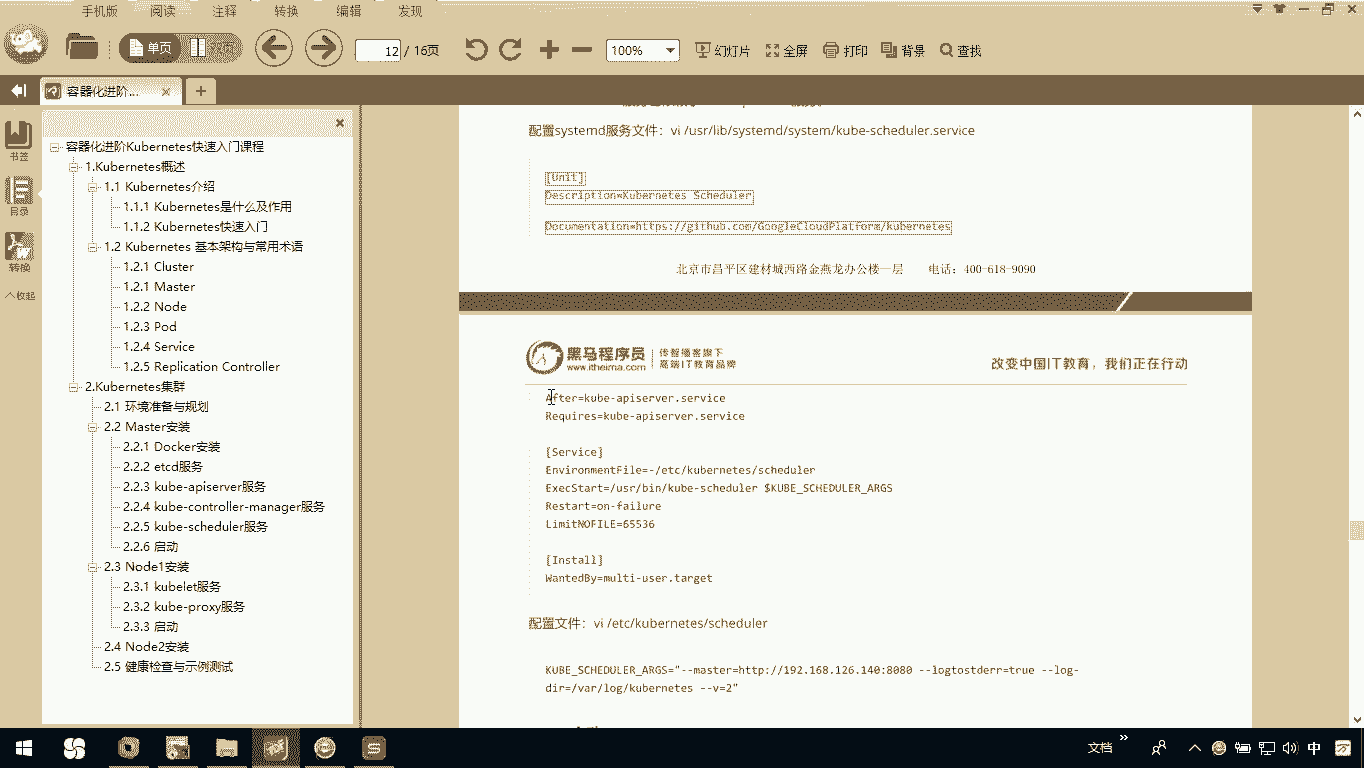 手机版 阅读 注释 转换 编辑 发现
单页 双页 12 / 16页 100% 幻灯片 全屏 打印 背景 查找
容器化进阶...
书签
目录
转换
收起
容器化进阶Kubernetes快速入门课程
1.Kubernetes概述
1.1 Kubernetes介绍
1.1.1 Kubernetes是什么及作用
1.1.2 Kubernetes快速入门
1.2 Kubernetes 基本架构与常用术语
1.2.1 Cluster
1.2.1 Master
1.2.2 Node
1.2.3 Pod
1.2.4 Service
1.2.5 Replication Controller
2.Kubernetes集群
2.1 环境准备与规划
2.2 Master安装
2.2.1 Docker安装
2.2.2 etcd服务
2.2.3 kube-apiserver服务
2.2.4 kube-controller-manager服务
2.2.5 kube-scheduler服务
2.2.6 启动
2.3 Node1安装
2.3.1 kubelet服务
2.3.2 kube-proxy服务
2.3.3 启动
2.4 Node2安装
2.5 健康检查与示例测试
配置systemd服务文件：vi /usr/lib/systemd/system/kube-scheduler.service
[Unit]
Description=Kubernetes Scheduler
Documentation=https://github.com/GoogleCloudPlatform/kubernetes
北京市昌平区建材城西路金燕龙办公楼一层 电话：400-618-9090
黑马程序员 传智播客旗下
www.itheima.com 高端IT教育品牌
改变中国IT教育，我们正在行动
After=kube-apiserver.service
Requires=kube-apiserver.service
[Service]
EnvironmentFile=-/etc/kubernetes/scheduler
ExecStart=/usr/bin/kube-scheduler $KUBE_SCHEDULER_ARGS
Restart=on-failure
LimitNOFILE=65536
[Install]
WantedBy=multi-user.target
配置文件：vi /etc/kubernetes/scheduler
KUBE_SCHEDULER_ARGS="--master=http://192.168.126.140:8080 --logtostderr=true --log-
dir=/var/log/kubernetes --v=2"
文档 中